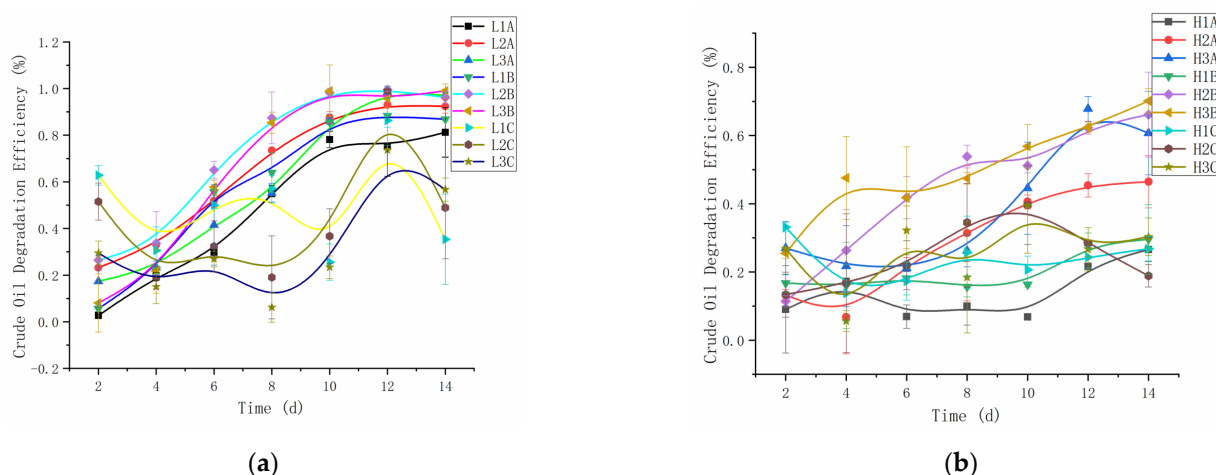 L1A
L2A
L3A
L1B
L2B
L3B
L1C
L2C
L3C
1.2
1.0
0.8
0.6
0.4
0.2
0.0
-0.2
Crude Oil Degradation Efficiency (%)
2 4 6 8 10 12 14
Time (d)
(a)
H1A
H2A
H3A
H1B
H2B
H3B
H1C
H2C
H3C
0.8
0.6
0.4
0.2
0.0
Crude Oil Degradation Efficiency (%)
2 4 6 8 10 12 14
Time (d)
(b)